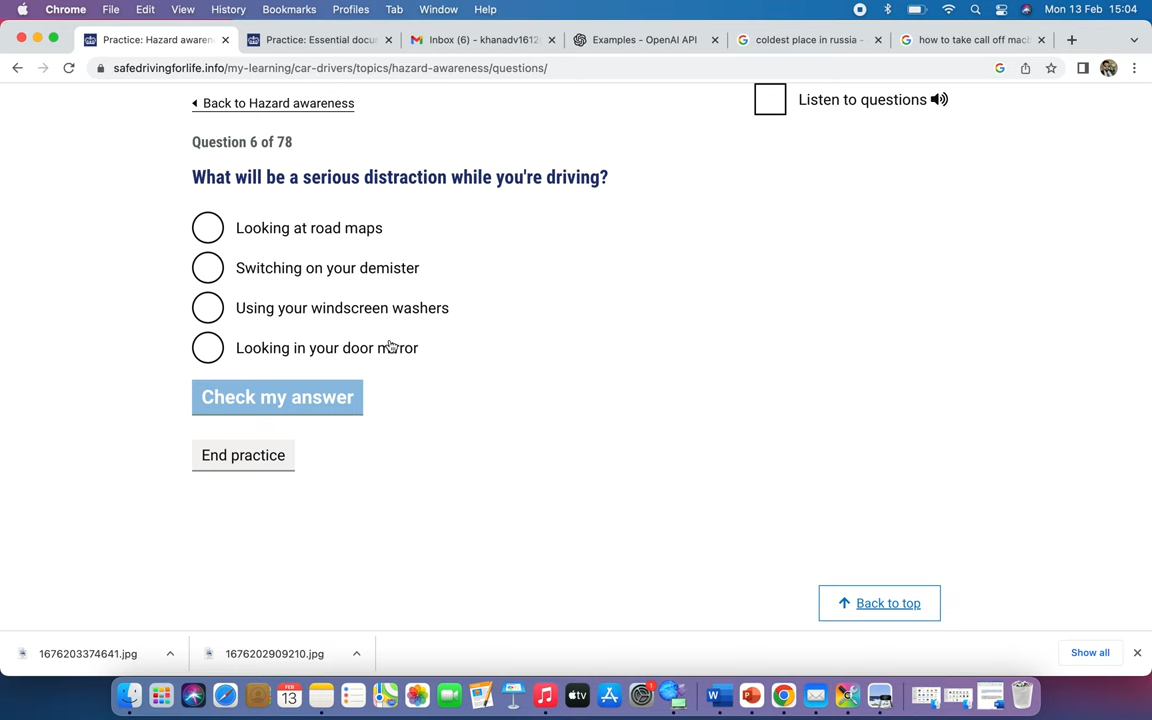 Chrome File Edit View History Bookmarks Profiles Tab Window Help Mon 13 Feb 15:04
Practice: Hazard awaren Practice: Essential docu Inbox (6) - khanadv1612 Examples - OpenAI API coldest place in russia - how to take call off mac
safedrivingforlife.info/my-learning/car-drivers/topics/hazard-awareness/questions/
Back to Hazard awareness Listen to questions
Question 6 of 78
What will be a serious distraction while you're driving?
Looking at road maps
Switching on your demister
Using your windscreen washers
Looking in your door mirror
Check my answer
End practice
Back to top
1676203374641.jpg 1676202909210.jpg Show all
FEB
13
tv
1
W
P